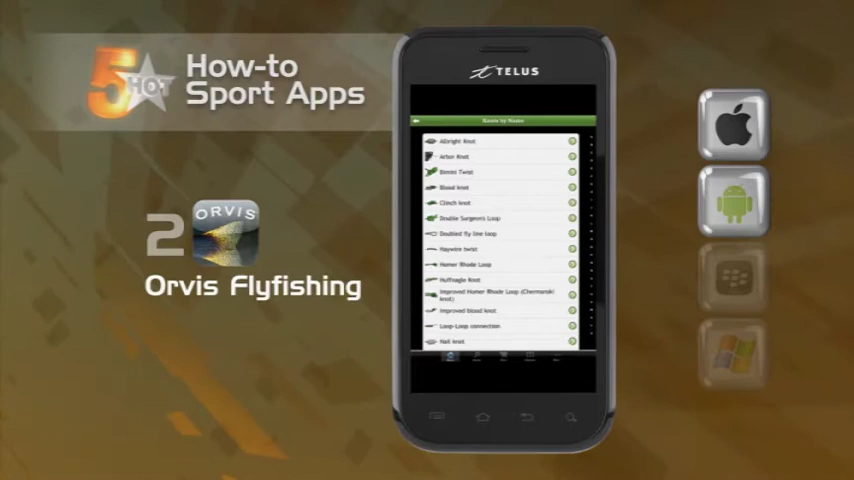 5
HOT
How-to
Sport Apps
2
ORVIS
Orvis Flyfishing
TELUS
Knots by Name
Albright Knot
Arbor Knot
Bimini Twist
Blood knot
Clinch knot
Double Surgeon's Loop
Doubled fly line loop
Haywire twist
Homer Rhode Loop
Huffnagle Knot
Improved Homer Rhode Loop (Chermanski
knot)
Improved blood knot
Loop-Loop connection
Nail knot